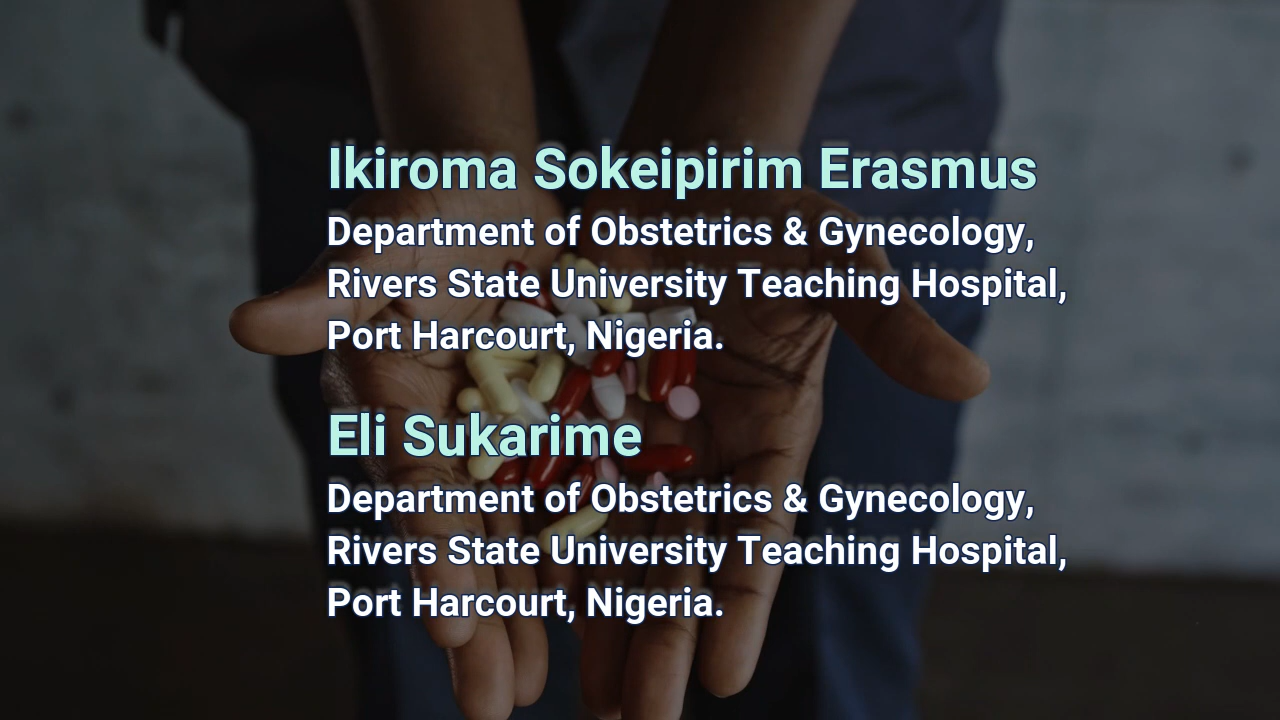 Ikiroma Sokeipirim Erasmus
Department of Obstetrics & Gynecology,
Rivers State University Teaching Hospital,
Port Harcourt, Nigeria.
Eli Sukarime
Department of Obstetrics & Gynecology,
Rivers State University Teaching Hospital,
Port Harcourt, Nigeria.